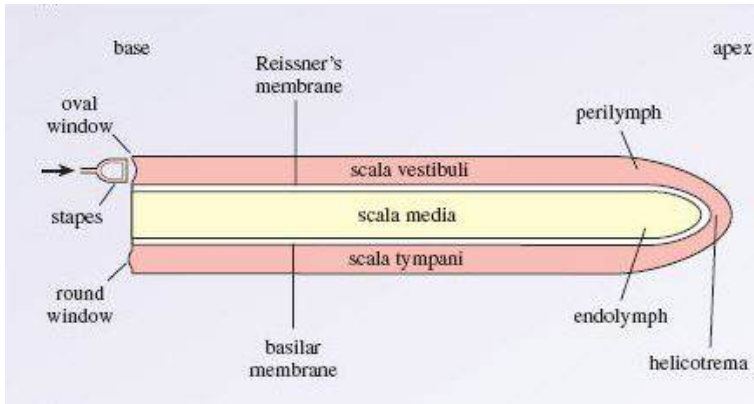 base
apex
Reissner's
membrane
oval
window
perilymph
scala vestibuli
stapes
scala media
scala tympani
round
window
endolymph
basilar
membrane
helicotrema